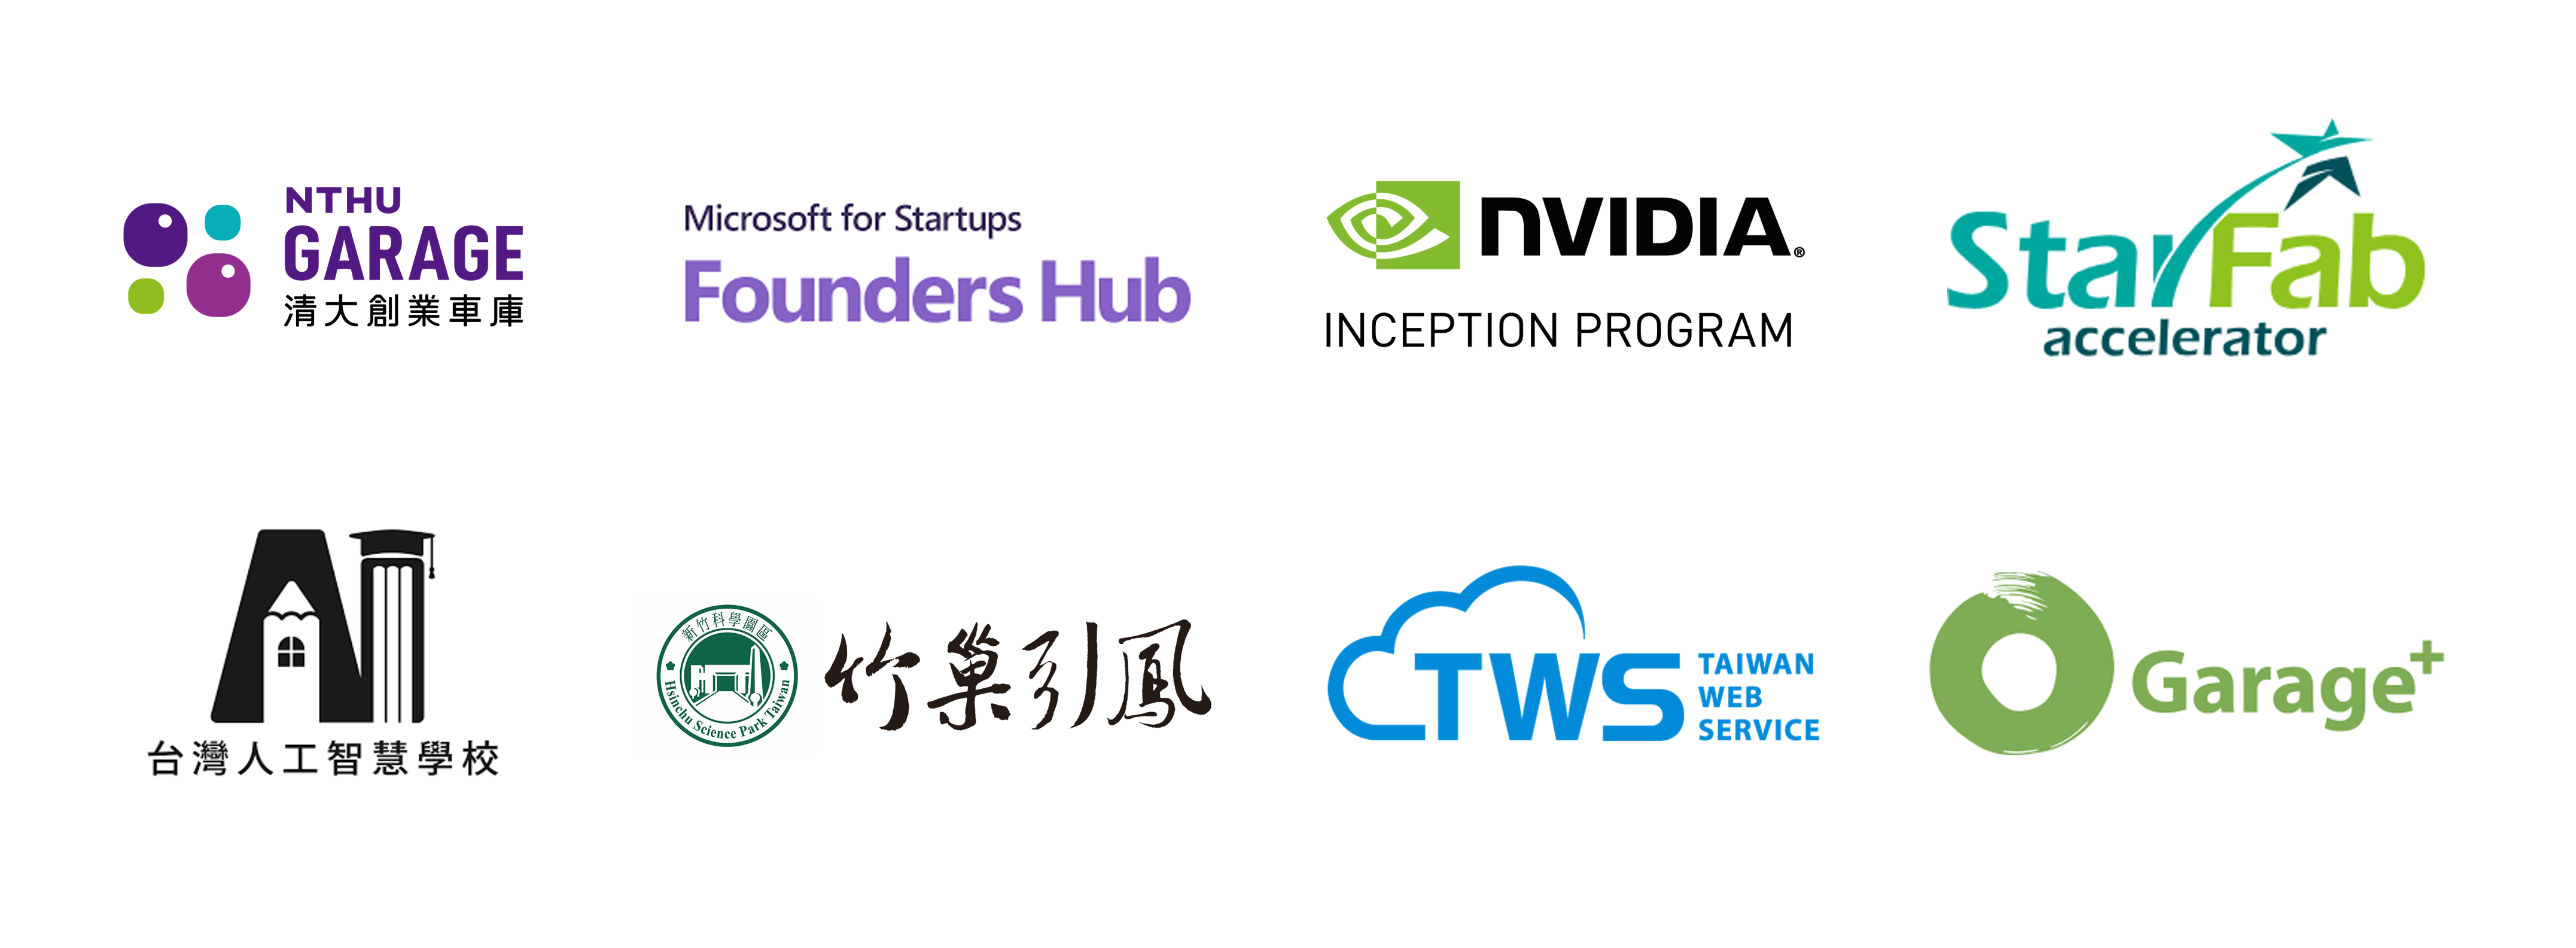 NTHU
GARAGE
清大創業車庫
Microsoft for Startups
Founders Hub
NVIDIA®
INCEPTION PROGRAM
StarFab
accelerator
AI
台灣人工智慧學校
新竹科學園區
Hsinchu Science Park Taiwan
竹巢引鳳
TWS
TAIWAN
WEB
SERVICE
Garage+